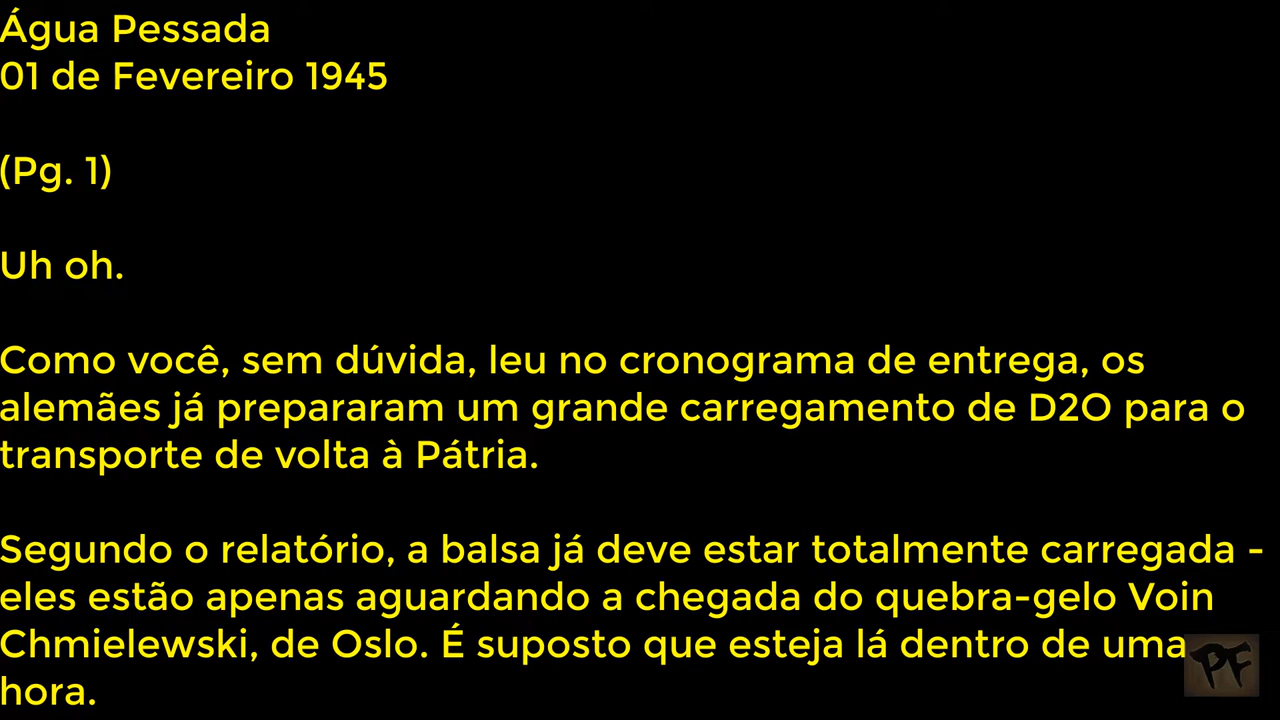 Água Pessada
01 de Fevereiro 1945
(Pg. 1)
Uh oh.
Como você, sem dúvida, leu no cronograma de entrega, os
alemães já prepararam um grande carregamento de D2O para o
transporte de volta à Pátria.
Segundo o relatório, a balsa já deve estar totalmente carregada -
eles estão apenas aguardando a chegada do quebra-gelo Voin
Chmielewski, de Oslo. É suposto que esteja lá dentro de uma
hora.
PF